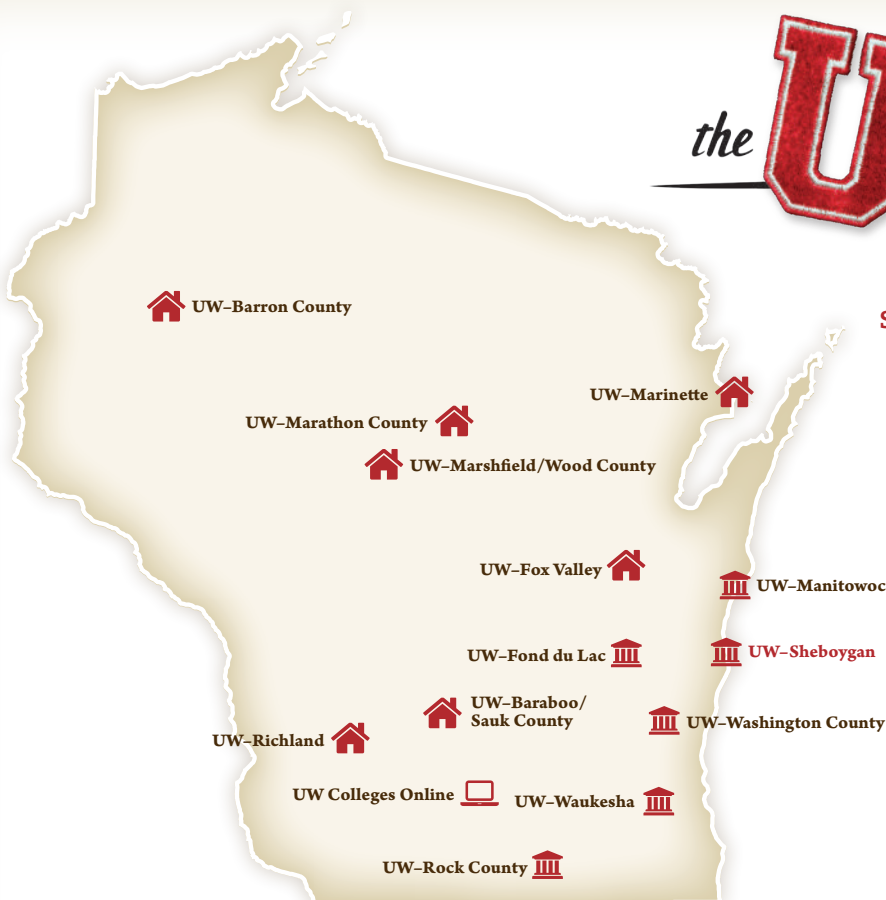 the U
S
UW–Barron County
UW–Marinette
UW–Marathon County
UW–Marshfield/Wood County
UW–Fox Valley
UW–Manitowoc
UW–Fond du Lac
UW–Sheboygan
UW–Baraboo/
Sauk County
UW–Washington County
UW–Richland
UW Colleges Online
UW–Waukesha
UW–Rock County